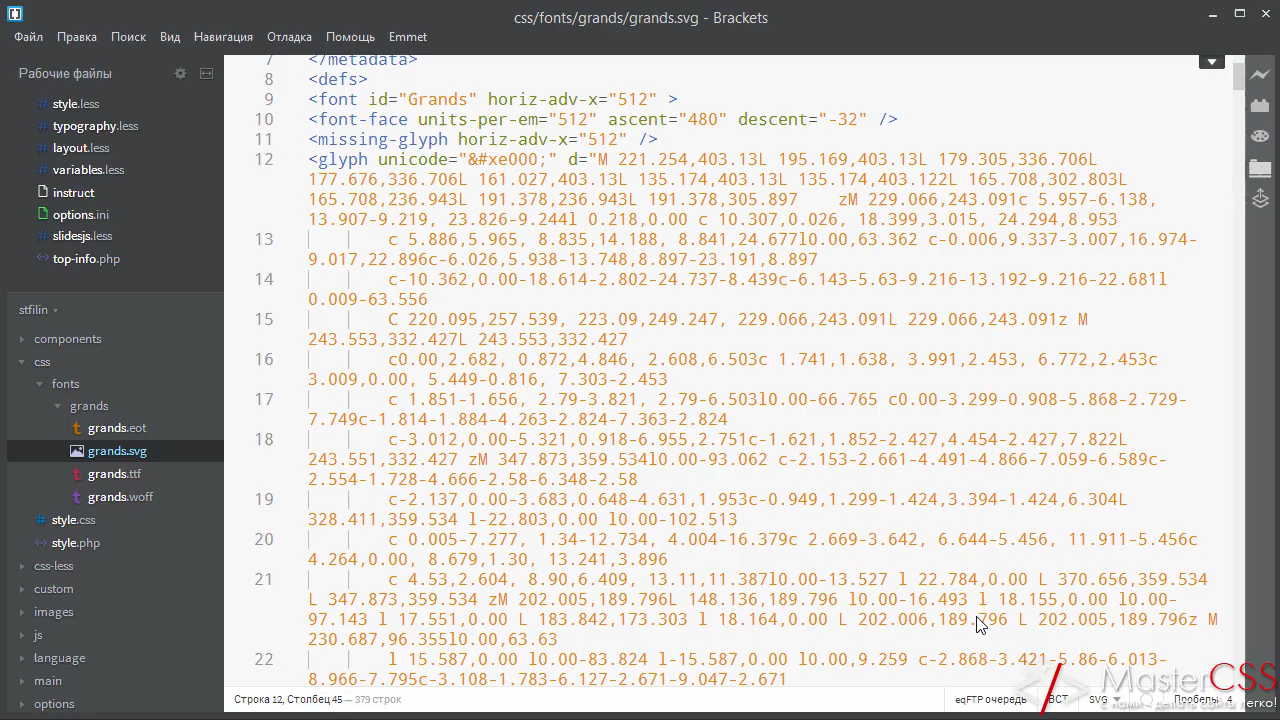 css/fonts/grands/grands.svg - Brackets
Файл Правка Поиск Вид Навигация Отладка Помощь Emmet
Рабочие файлы
style.less
typography.less
layout.less
variables.less
instruct
options.ini
slidesjs.less
top-info.php
stfilin
components
css
fonts
grands
grands.eot
grands.svg
grands.ttf
grands.woff
style.css
style.php
css-less
custom
images
js
language
main
options
7 </metadata>
8 <defs>
9 <font id="Grands" horiz-adv-x="512" >
10 <font-face units-per-em="512" ascent="480" descent="-32" />
11 <missing-glyph horiz-adv-x="512" />
12 <glyph unicode="&#xe000;" d="M 221.254,403.13L 195.169,403.13L 179.305,336.706L
177.676,336.706L 161.027,403.13L 135.174,403.13L 135.174,403.122L 165.708,302.803L
165.708,236.943L 191.378,236.943L 191.378,305.897 zM 229.066,243.091c 5.957-6.138,
13.907-9.219, 23.826-9.244l 0.218,0.00 c 10.307,0.026, 18.399,3.015, 24.294,8.953
13 c 5.886,5.965, 8.835,14.188, 8.841,24.677l0.00,63.362 c-0.006,9.337-3.007,16.974-
9.017,22.896c-6.026,5.938-13.748,8.897-23.191,8.897
14 c-10.362,0.00-18.614-2.802-24.737-8.439c-6.143-5.63-9.216-13.192-9.216-22.681l
0.009-63.556
15 C 220.095,257.539, 223.09,249.247, 229.066,243.091L 229.066,243.091z M
243.553,332.427L 243.553,332.427
16 c0.00,2.682, 0.872,4.846, 2.608,6.503c 1.741,1.638, 3.991,2.453, 6.772,2.453c
3.009,0.00, 5.449-0.816, 7.303-2.453
17 c 1.851-1.656, 2.79-3.821, 2.79-6.503l0.00-66.765 c0.00-3.299-0.908-5.868-2.729-
7.749c-1.814-1.884-4.263-2.824-7.363-2.824
18 c-3.012,0.00-5.321,0.918-6.955,2.751c-1.621,1.852-2.427,4.454-2.427,7.822L
243.551,332.427 zM 347.873,359.534l0.00-93.062 c-2.153-2.661-4.491-4.866-7.059-6.589c-
2.554-1.728-4.666-2.58-6.348-2.58
19 c-2.137,0.00-3.683,0.648-4.631,1.953c-0.949,1.299-1.424,3.394-1.424,6.304L
328.411,359.534 l-22.803,0.00 l0.00-102.513
20 c 0.005-7.277, 1.34-12.734, 4.004-16.379c 2.669-3.642, 6.644-5.456, 11.911-5.456c
4.264,0.00, 8.679,1.30, 13.241,3.896
21 c 4.53,2.604, 8.90,6.409, 13.11,11.387l0.00-13.527 l 22.784,0.00 L 370.656,359.534
L 347.873,359.534 zM 202.005,189.796L 148.136,189.796 l0.00-16.493 l 18.155,0.00 l0.00-
97.143 l 17.551,0.00 L 183.842,173.303 l 18.164,0.00 L 202.006,189.796 L 202.005,189.796z M
230.687,96.355l0.00,63.63
22 l 15.587,0.00 l0.00-83.824 l-15.587,0.00 l0.00,9.259 c-2.868-3.421-5.86-6.013-
8.966-7.795c-3.108-1.783-6.127-2.671-9.047-2.671
Строка 12, Столбец 45 — 379 строк
eqFTP очередь ВСТ SVG Пробелы: 4
MasterCSS